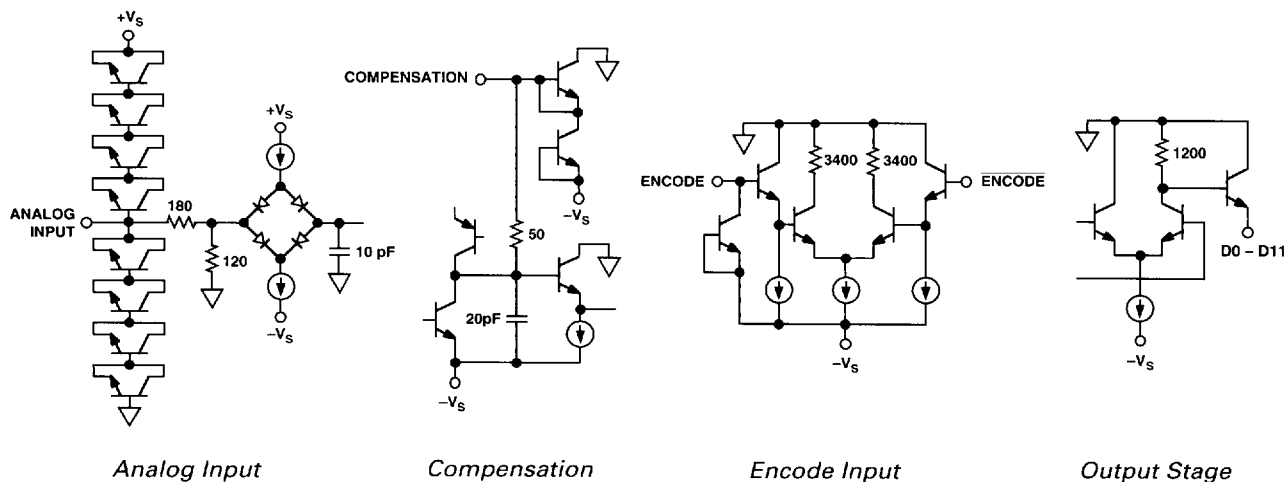 +VS
ANALOG
INPUT
180
120
+VS
10 pF
−VS
Analog Input
COMPENSATION
−VS
50
20pF
−VS
Compensation
ENCODE
3400
3400
ENCODE
−VS
Encode Input
1200
D0 – D11
−VS
Output Stage